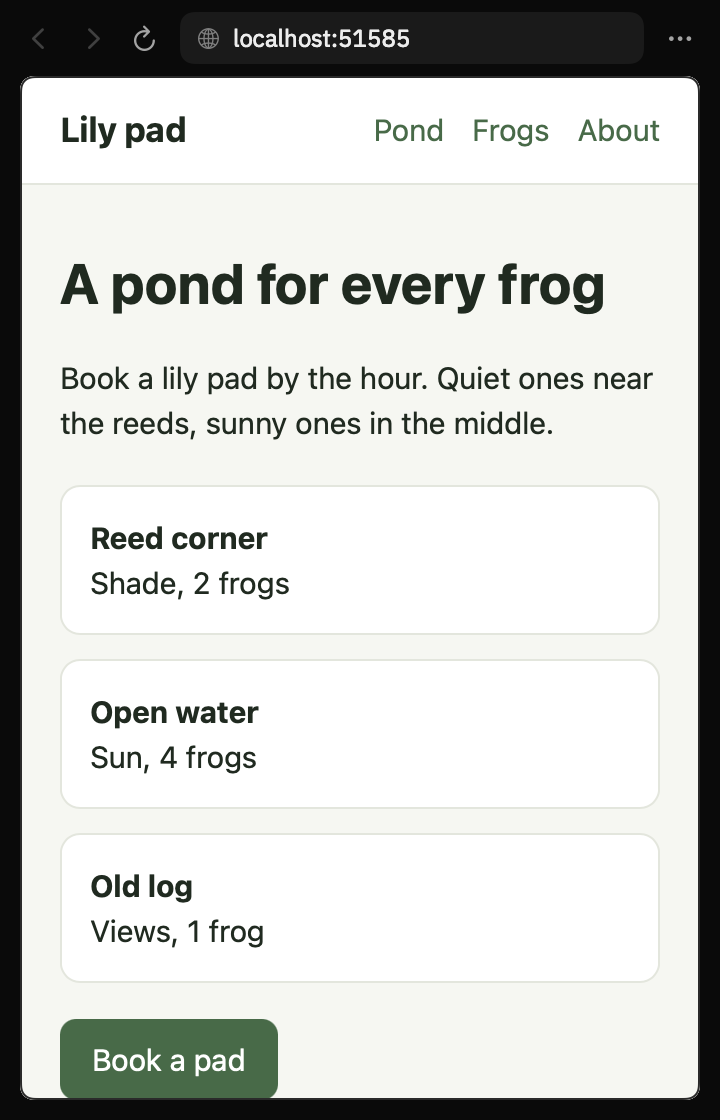 localhost:51585
Lily pad
Pond Frogs About
A pond for every frog
Book a lily pad by the hour. Quiet ones near
the reeds, sunny ones in the middle.
Reed corner
Shade, 2 frogs
Open water
Sun, 4 frogs
Old log
Views, 1 frog
Book a pad